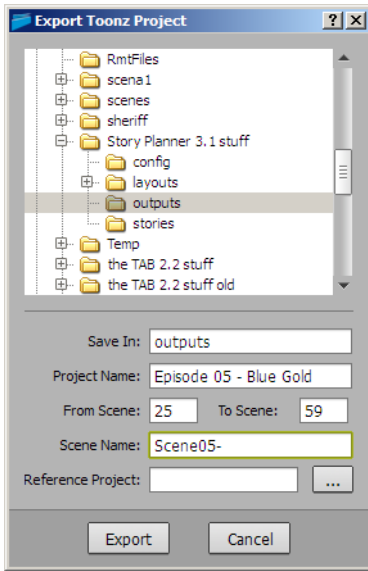 Export Toonz Project
RmtFiles
scena1
scenes
sheriff
Story Planner 3.1 stuff
config
layouts
outputs
stories
Temp
the TAB 2.2 stuff
the TAB 2.2 stuff old
Save In: outputs
Project Name: Episode 05 - Blue Gold
From Scene: 25 To Scene: 59
Scene Name: Scene05-
Reference Project: ...
Export Cancel